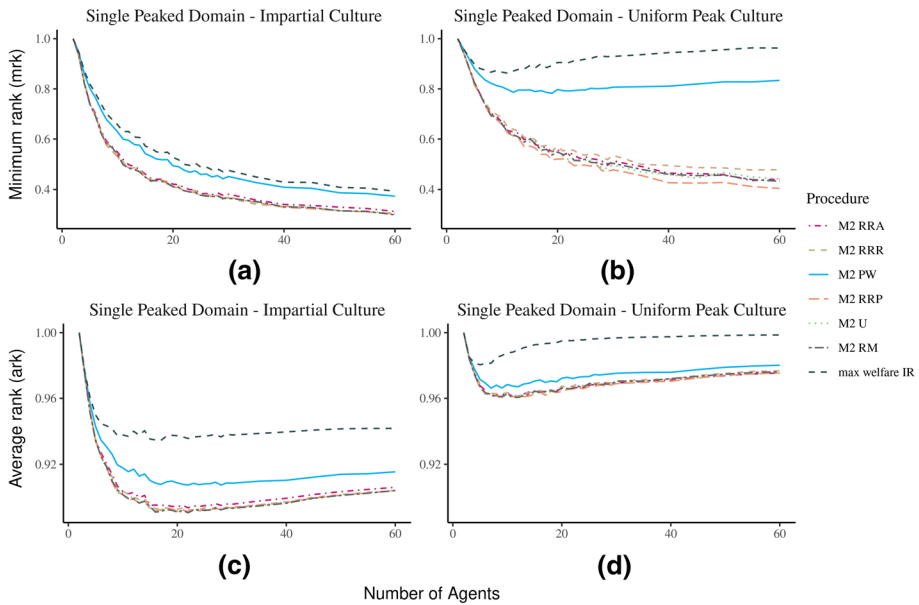 Single Peaked Domain - Impartial Culture
Single Peaked Domain - Uniform Peak Culture
Minimum rank (mrk)
1.0
0.8
0.6
0.4
0
20
40
60
(a)
1.0
0.8
0.6
0.4
0
20
40
60
(b)
Procedure
M2 RRA
M2 RRR
M2 PW
M2 RRP
M2 U
M2 RM
max welfare IR
Single Peaked Domain - Impartial Culture
Single Peaked Domain - Uniform Peak Culture
Average rank (ark)
1.00
0.96
0.92
0
20
40
60
(c)
1.00
0.96
0.92
0
20
40
60
(d)
Number of Agents